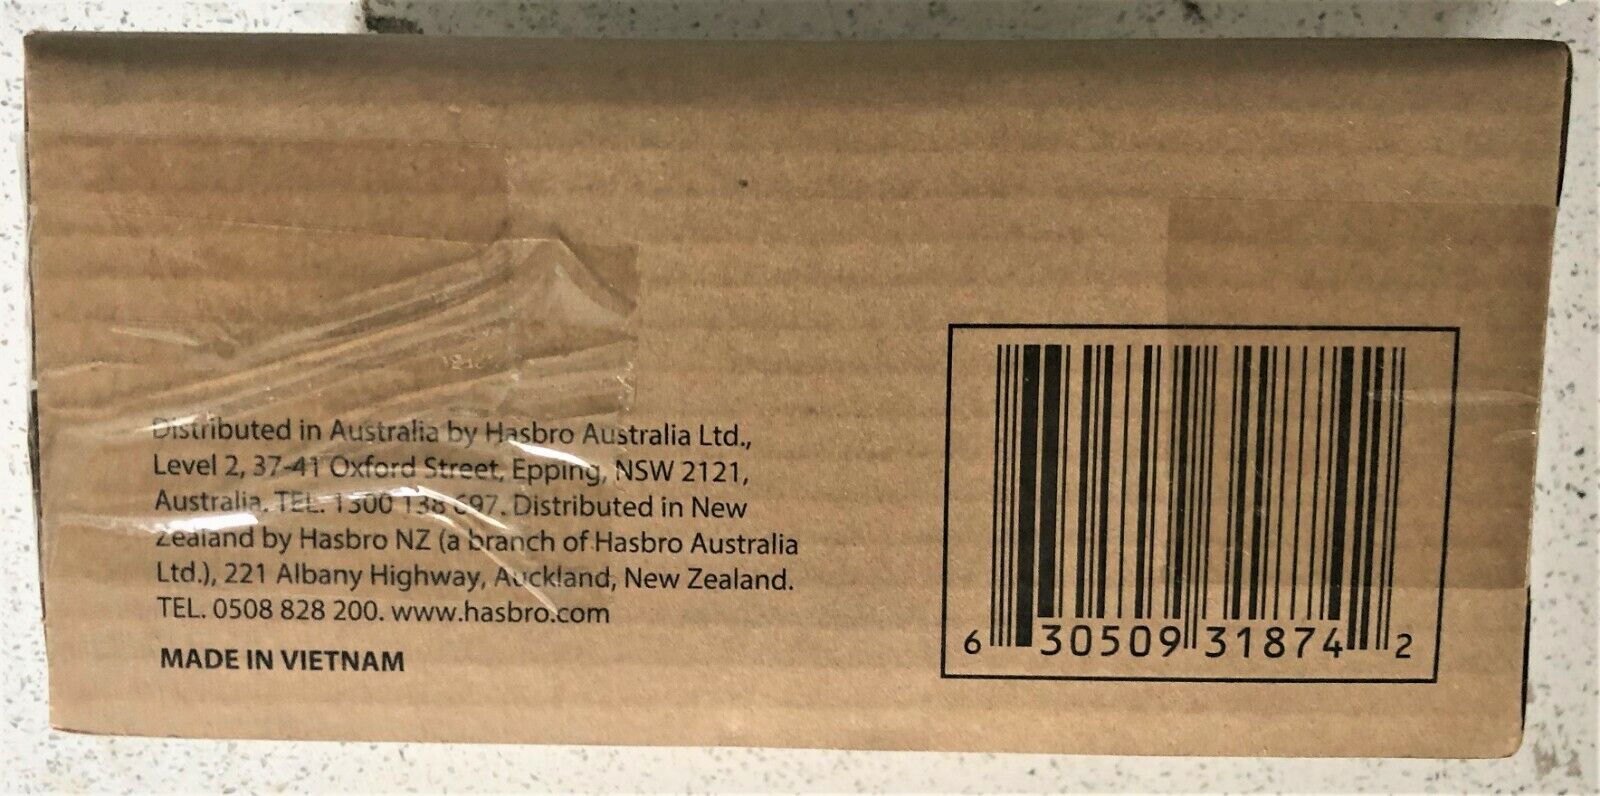 Distributed in Australia by Hasbro Australia Ltd.,
Level 2, 37-41 Oxford Street, Epping, NSW 2121,
Australia. TEL. 1300 138 697. Distributed in New
Zealand by Hasbro NZ (a branch of Hasbro Australia
Ltd.), 221 Albany Highway, Auckland, New Zealand.
TEL. 0508 828 200. www.hasbro.com
MADE IN VIETNAM
6 30509 31874 2